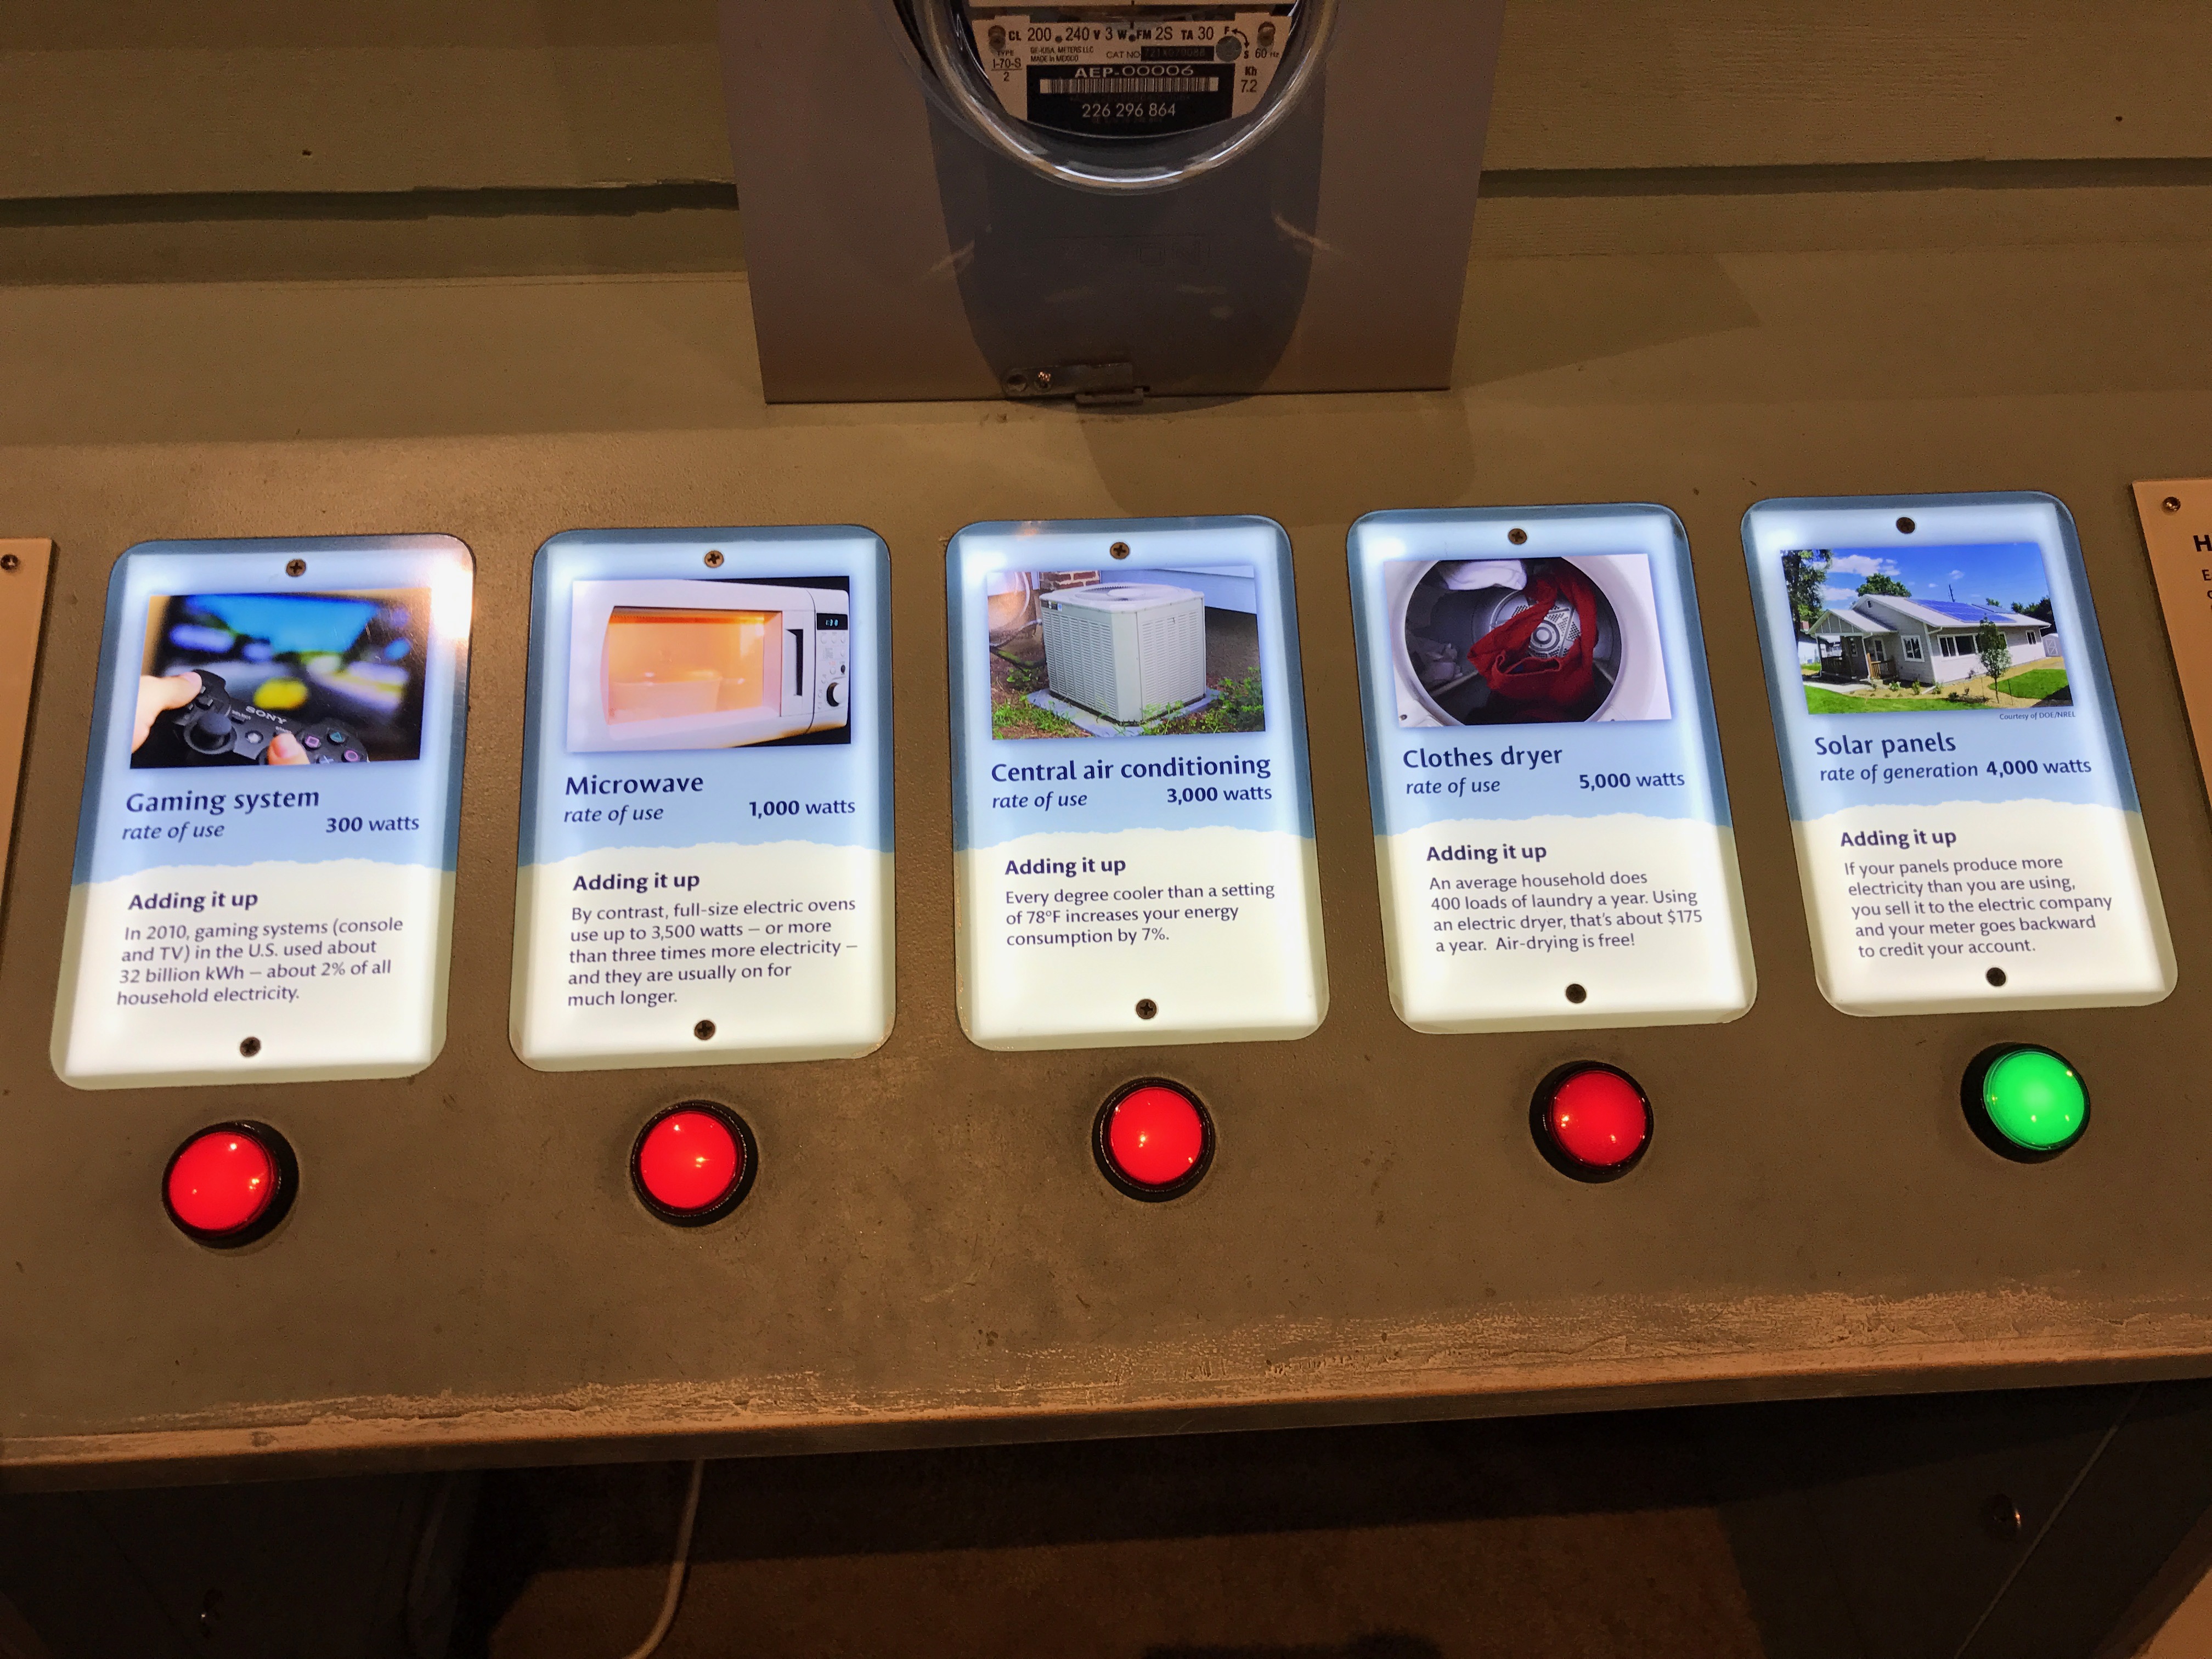 CL 200 240 V 3 W FM 2S TA 30
TYPE
I-70-S
2
GE-USA, METERS LLC
MADE in MEXICO
CAT NO
60 Hz
AEP-00006
Kh
7.2
226 296 864
SONY
Gaming system
rate of use 300 watts
Adding it up
In 2010, gaming systems (console
and TV) in the U.S. used about
32 billion kWh – about 2% of all
household electricity.
Microwave
rate of use 1,000 watts
Adding it up
By contrast, full-size electric ovens
use up to 3,500 watts – or more
than three times more electricity –
and they are usually on for
much longer.
Central air conditioning
rate of use 3,000 watts
Adding it up
Every degree cooler than a setting
of 78°F increases your energy
consumption by 7%.
Clothes dryer
rate of use 5,000 watts
Adding it up
An average household does
400 loads of laundry a year. Using
an electric dryer, that's about $175
a year. Air-drying is free!
Courtesy of DOE/NREL
Solar panels
rate of generation 4,000 watts
Adding it up
If your panels produce more
electricity than you are using,
you sell it to the electric company
and your meter goes backward
to credit your account.